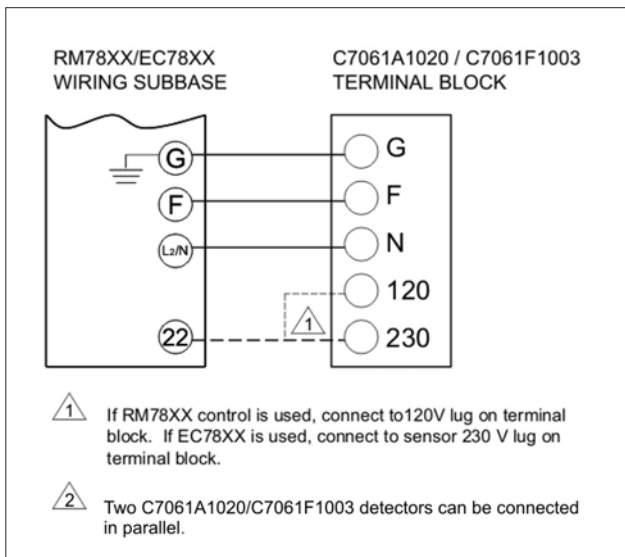 RM78XX/EC78XX
WIRING SUBBASE
C7061A1020 / C7061F1003
TERMINAL BLOCK
G
G
F
F
L2/N
N
120
1
22
230
1
If RM78XX control is used, connect to120V lug on terminal
block. If EC78XX is used, connect to sensor 230 V lug on
terminal block.
2
Two C7061A1020/C7061F1003 detectors can be connected
in parallel.